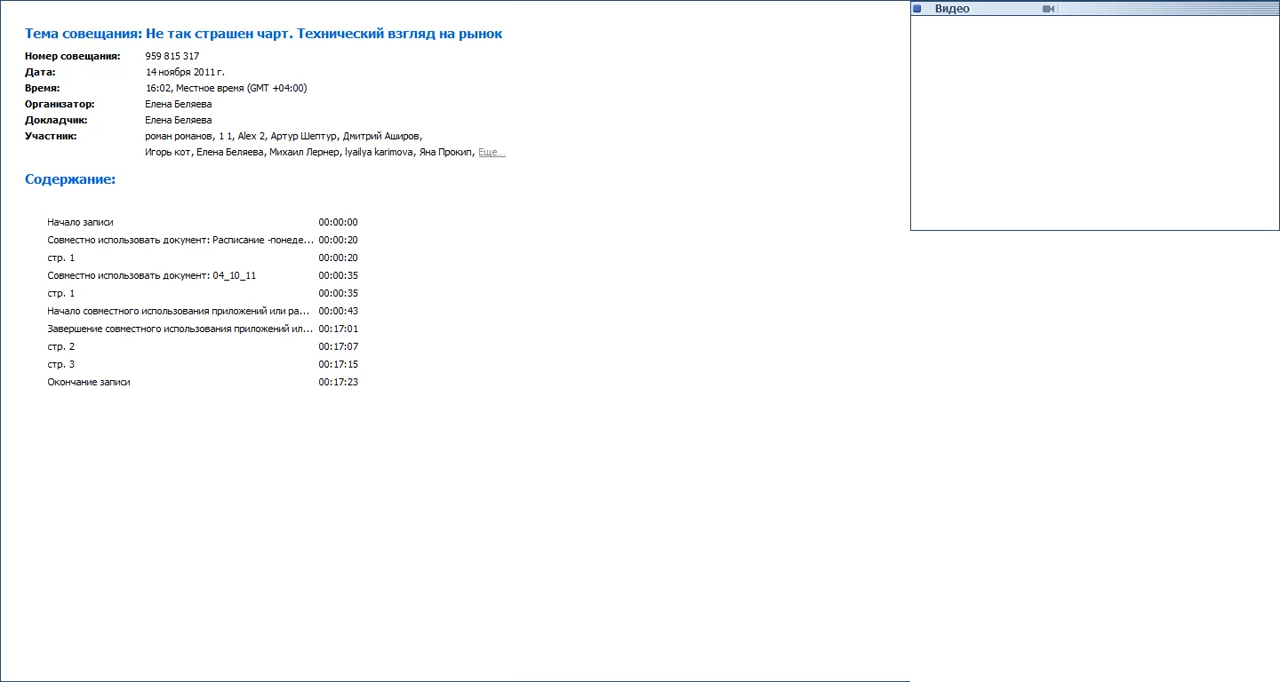 Тема совещания: Не так страшен чарт. Технический взгляд на рынок
Номер совещания: 959 815 317
Дата: 14 ноября 2011 г.
Время: 16:02, Местное время (GMT +04:00)
Организатор: Елена Беляева
Докладчик: Елена Беляева
Участник: роман романов, 1 1, Alex 2, Артур Шептур, Дмитрий Аширов,
Игорь кот, Елена Беляева, Михаил Лернер, lyailya karimova, Яна Прокип, Еще...
Содержание:
Начало записи 00:00:00
Совместно использовать документ: Расписание -понеде... 00:00:20
стр. 1 00:00:20
Совместно использовать документ: 04_10_11 00:00:35
стр. 1 00:00:35
Начало совместного использования приложений или ра... 00:00:43
Завершение совместного использования приложений ил... 00:17:01
стр. 2 00:17:07
стр. 3 00:17:15
Окончание записи 00:17:23
Видео